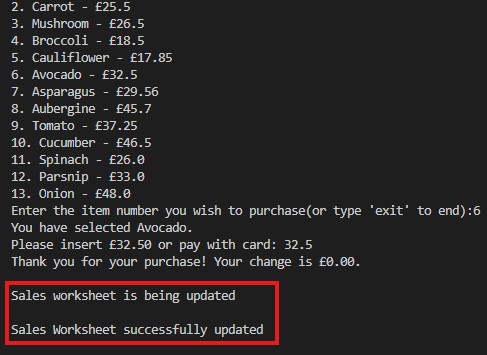 2. Carrot - £25.5
3. Mushroom - £26.5
4. Broccoli - £18.5
5. Cauliflower - £17.85
6. Avocado - £32.5
7. Asparagus - £29.56
8. Aubergine - £45.7
9. Tomato - £37.25
10. Cucumber - £46.5
11. Spinach - £26.0
12. Parsnip - £33.0
13. Onion - £48.0
Enter the item number you wish to purchase(or type 'exit' to end):6
You have selected Avocado.
Please insert £32.50 or pay with card: 32.5
Thank you for your purchase! Your change is £0.00.
Sales worksheet is being updated
Sales Worksheet successfully updated